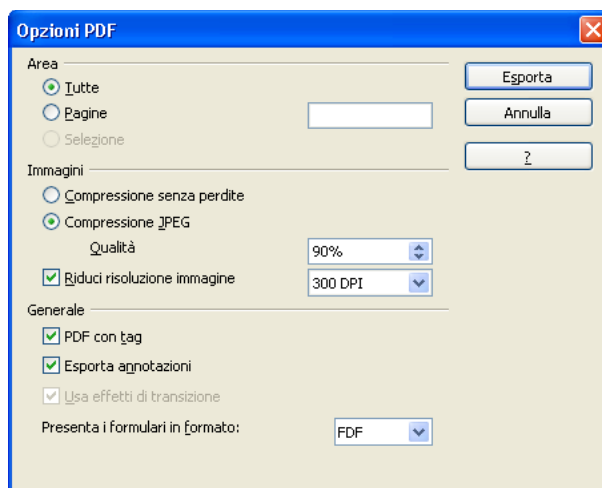 Opzioni PDF
Area
Tutte
Pagine
Selezione
Esporta
Annulla
?
Immagini
Compressione senza perdite
Compressione JPEG
Qualità
90%
Riduci risoluzione immagine
300 DPI
Generale
PDF con tag
Esporta annotazioni
Usa effetti di transizione
Presenta i formulari in formato:
FDF